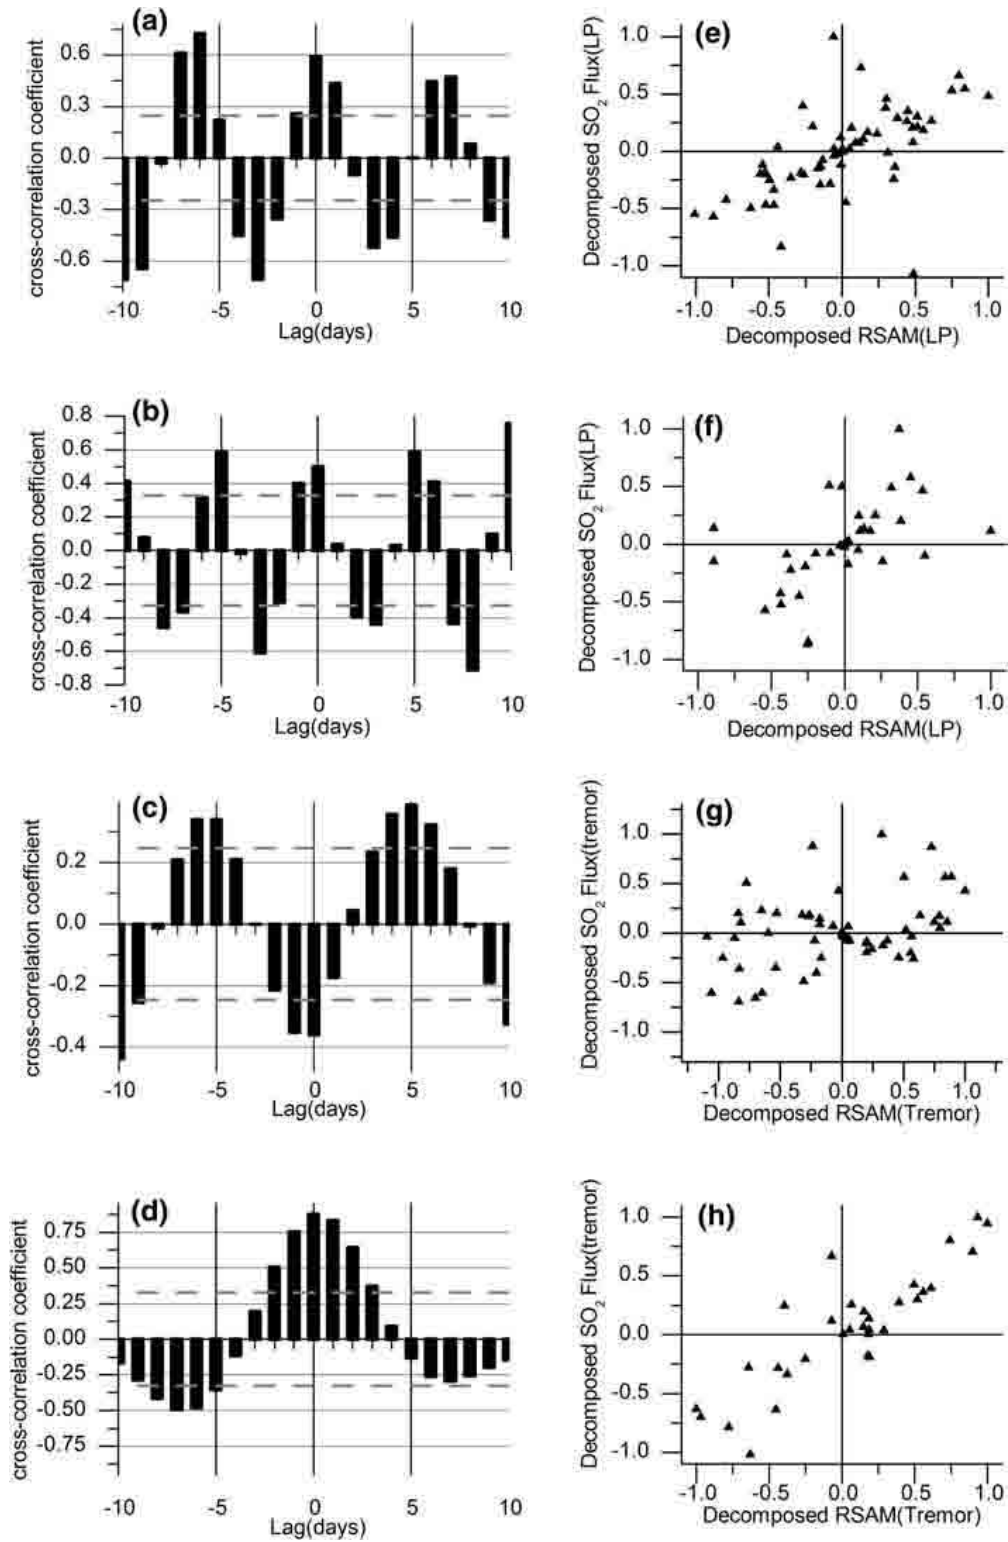 (a)
cross-correlation coefficient
0.6
0.3
0.0
-0.3
-0.6
-10 -5 0 5 10
Lag(days)
(e)
Decomposed SO2 Flux(LP)
1.0
0.5
0.0
-0.5
-1.0
-1.0 -0.5 0.0 0.5 1.0
Decomposed RSAM(LP)
(b)
cross-correlation coefficient
0.8
0.6
0.4
0.2
0.0
-0.2
-0.4
-0.6
-0.8
-10 -5 0 5 10
Lag(days)
(f)
Decomposed SO2 Flux(LP)
1.0
0.5
0.0
-0.5
-1.0
-1.0 -0.5 0.0 0.5 1.0
Decomposed RSAM(LP)
(c)
cross-correlation coefficient
0.2
0.0
-0.2
-0.4
-10 -5 0 5 10
Lag(days)
(g)
Decomposed SO2 Flux(tremor)
1.0
0.5
0.0
-0.5
-1.0
-1.0 -0.5 0.0 0.5 1.0
Decomposed RSAM(Tremor)
(d)
cross-correlation coefficient
0.75
0.50
0.25
0.00
-0.25
-0.50
-0.75
-10 -5 0 5 10
Lag(days)
(h)
Decomposed SO2 Flux(tremor)
1.0
0.5
0.0
-0.5
-1.0
-1.0 -0.5 0.0 0.5 1.0
Decomposed RSAM(Tremor)